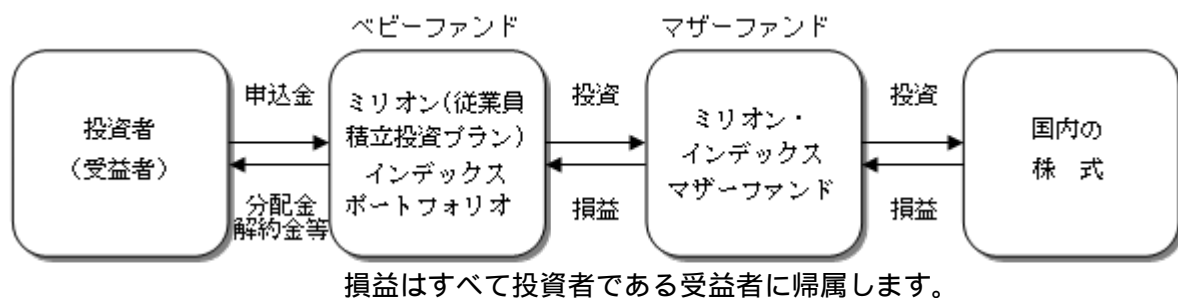 ベビーファンド
マザーファンド
投資者
(受益者)
申込金
分配金
解約金等
ミリオン(従業員
積立投資プラン)
インデックス
ポートフォリオ
投資
損益
ミリオン・
インデックス
マザーファンド
投資
損益
国内の
株 式
損益はすべて投資者である受益者に帰属します。